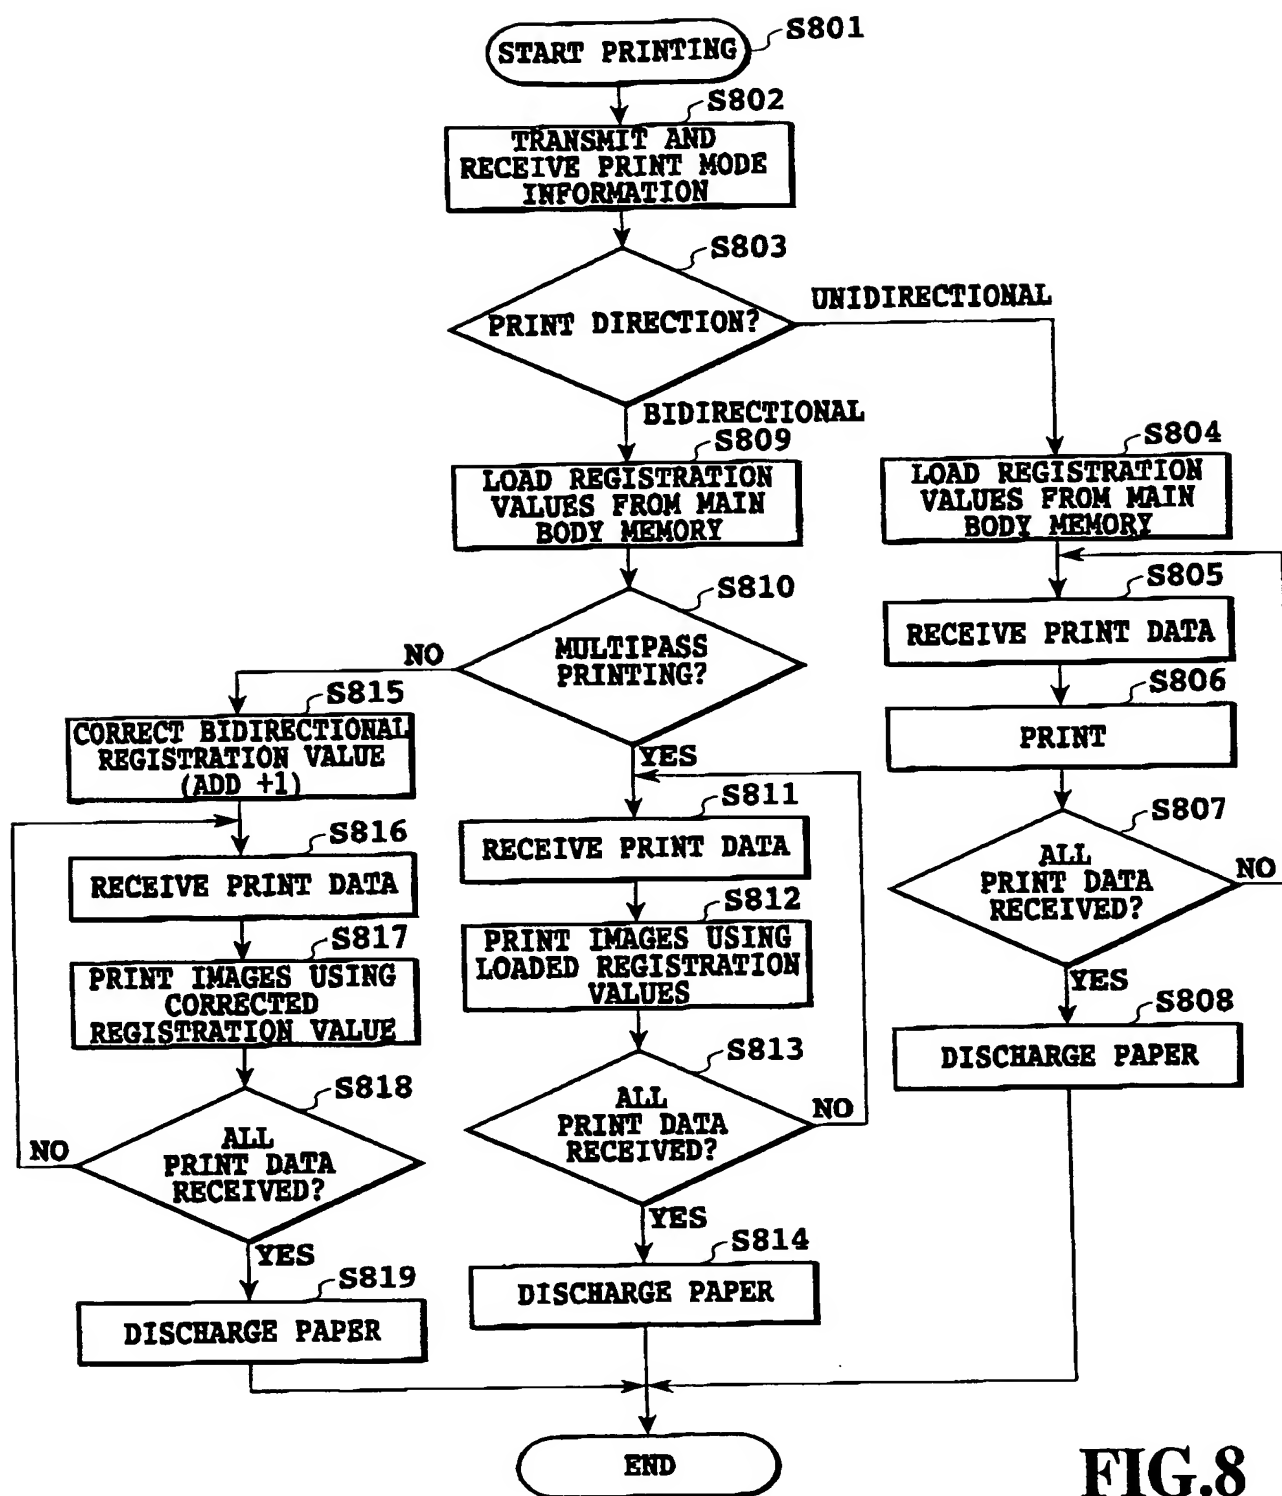 S801
START PRINTING
S802
TRANSMIT AND
RECEIVE PRINT MODE
INFORMATION
S803
PRINT DIRECTION?
UNIDIRECTIONAL
BIDIRECTIONAL
S809
LOAD REGISTRATION
VALUES FROM MAIN
BODY MEMORY
S804
LOAD REGISTRATION
VALUES FROM MAIN
BODY MEMORY
S805
RECEIVE PRINT DATA
S806
PRINT
S807
ALL
PRINT DATA
RECEIVED?
NO
YES
S808
DISCHARGE PAPER
S810
MULTIPASS
PRINTING?
NO
YES
S815
CORRECT BIDIRECTIONAL
REGISTRATION VALUE
(ADD +1)
S816
RECEIVE PRINT DATA
S817
PRINT IMAGES USING
CORRECTED
REGISTRATION VALUE
S818
ALL
PRINT DATA
RECEIVED?
NO
YES
S819
DISCHARGE PAPER
S811
RECEIVE PRINT DATA
S812
PRINT IMAGES USING
LOADED REGISTRATION
VALUES
S813
ALL
PRINT DATA
RECEIVED?
NO
YES
S814
DISCHARGE PAPER
END
FIG.8